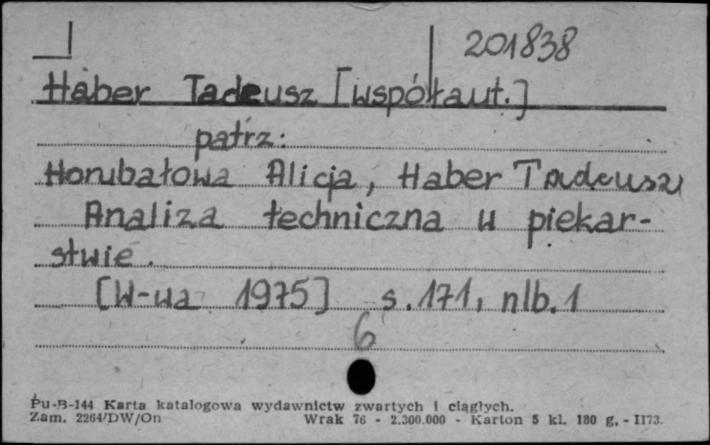 201838
Haber Tadeusz [współaut.]
patrz:
Horubałowa Alicja, Haber Tadeusz
Analiza techniczna w piekar-
stwie.
[W-wa 1975] s.171, nlb.1
6
Pu-B-144 Karta katalogowa wydawnictw zwartych i ciągłych.
Zam. 2264/DW/On Wrak 76 - 2.300.000 - Karton 5 kl. 180 g. - II73.